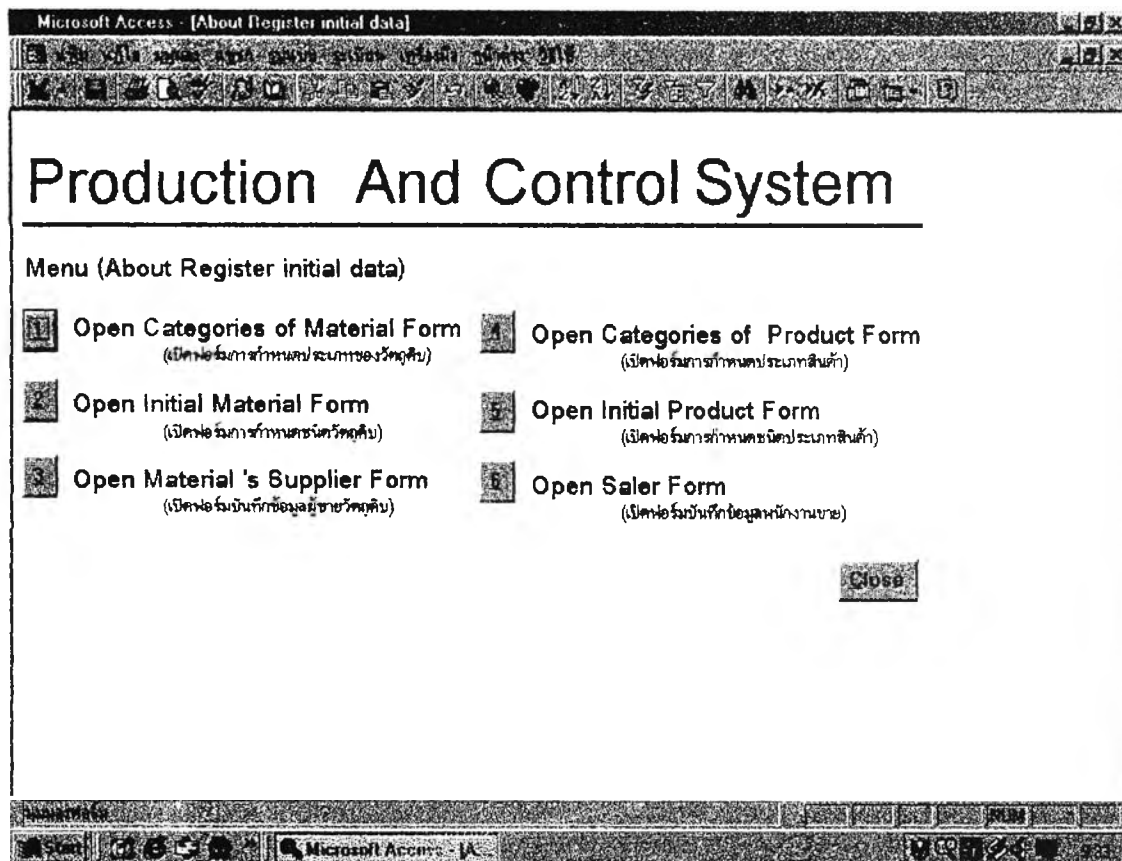 Microsoft Access - [About Register initial data]
Production And Control System
Menu (About Register initial data)
1 Open Categories of Material Form
(เปิดฟอร์มการกำหนดประเภทของวัตถุดิบ)
2 Open Initial Material Form
(เปิดฟอร์มการกำหนดชนิดวัตถุดิบ)
3 Open Material 's Supplier Form
(เปิดฟอร์มบันทึกข้อมูลผู้ขายวัตถุดิบ)
4 Open Categories of Product Form
(เปิดฟอร์มการกำหนดประเภทสินค้า)
5 Open Initial Product Form
(เปิดฟอร์มการกำหนดชนิดประเภทสินค้า)
6 Open Saler Form
(เปิดฟอร์มบันทึกข้อมูลพนักงานขาย)
Close
NUM
Start
Microsoft Access - [A...